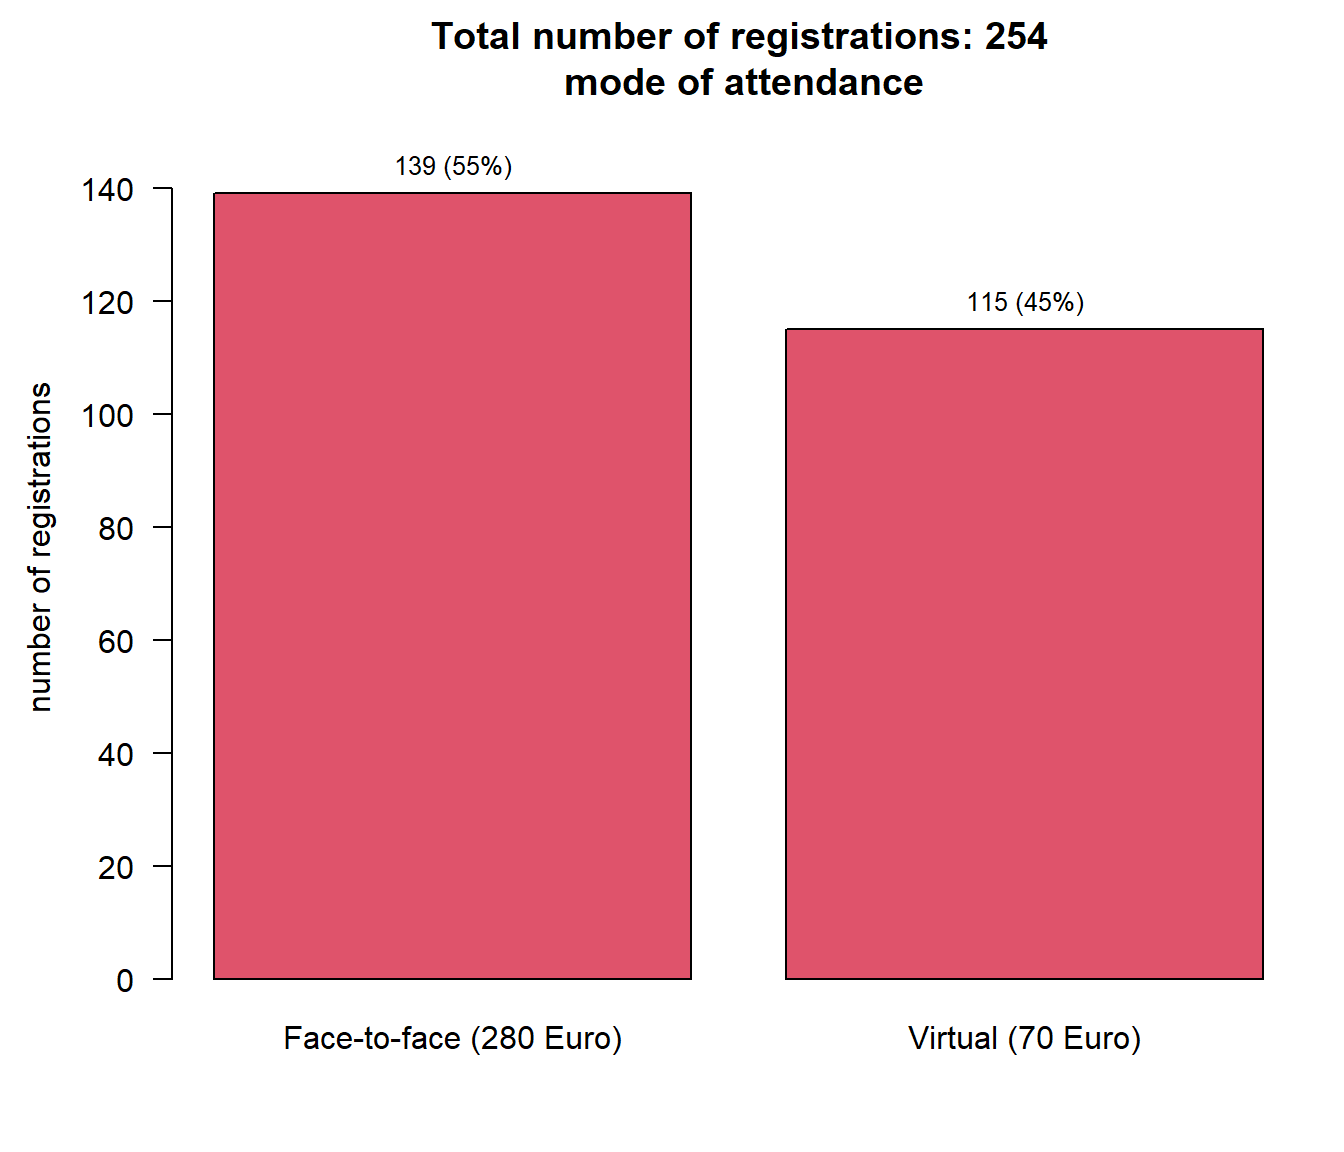 Total number of registrations: 254
mode of attendance
139 (55%)
115 (45%)
number of registrations
140
120
100
80
60
40
20
0
Face-to-face (280 Euro)
Virtual (70 Euro)